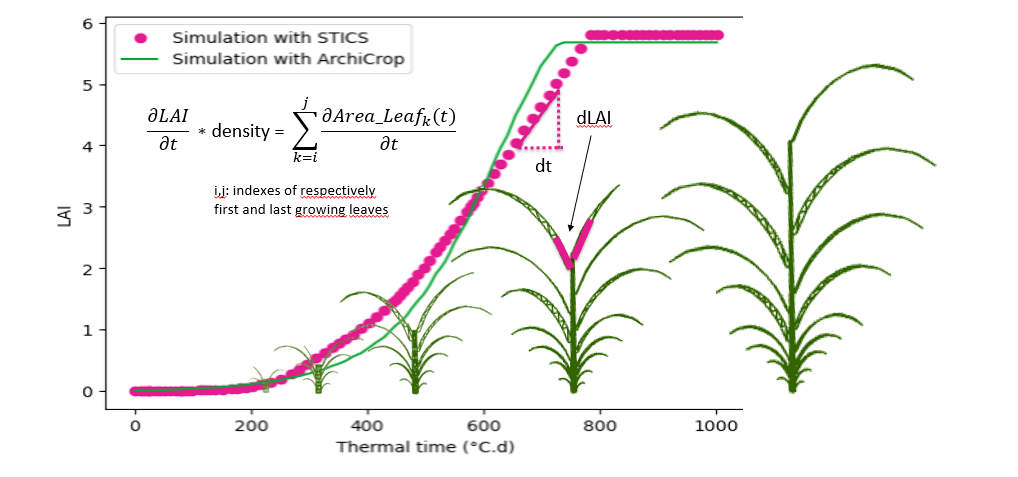 6
5
4
3
2
1
0
LAI
Simulation with STICS
Simulation with ArchiCrop
∂LAI/∂t * density = ∑_{k=i}^{j} ∂Area_Leaf_k(t)/∂t
i,j: indexes of respectively
first and last growing leaves
dLAI
dt
0 200 400 600 800 1000
Thermal time (°C.d)